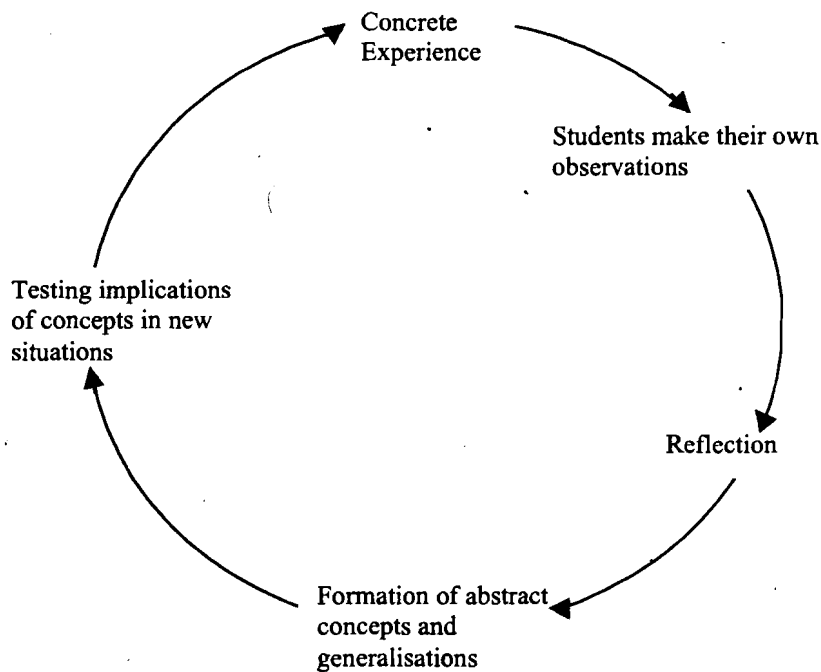 Concrete
Experience
Students make their own
observations
Reflection
Formation of abstract
concepts and
generalisations
Testing implications
of concepts in new
situations